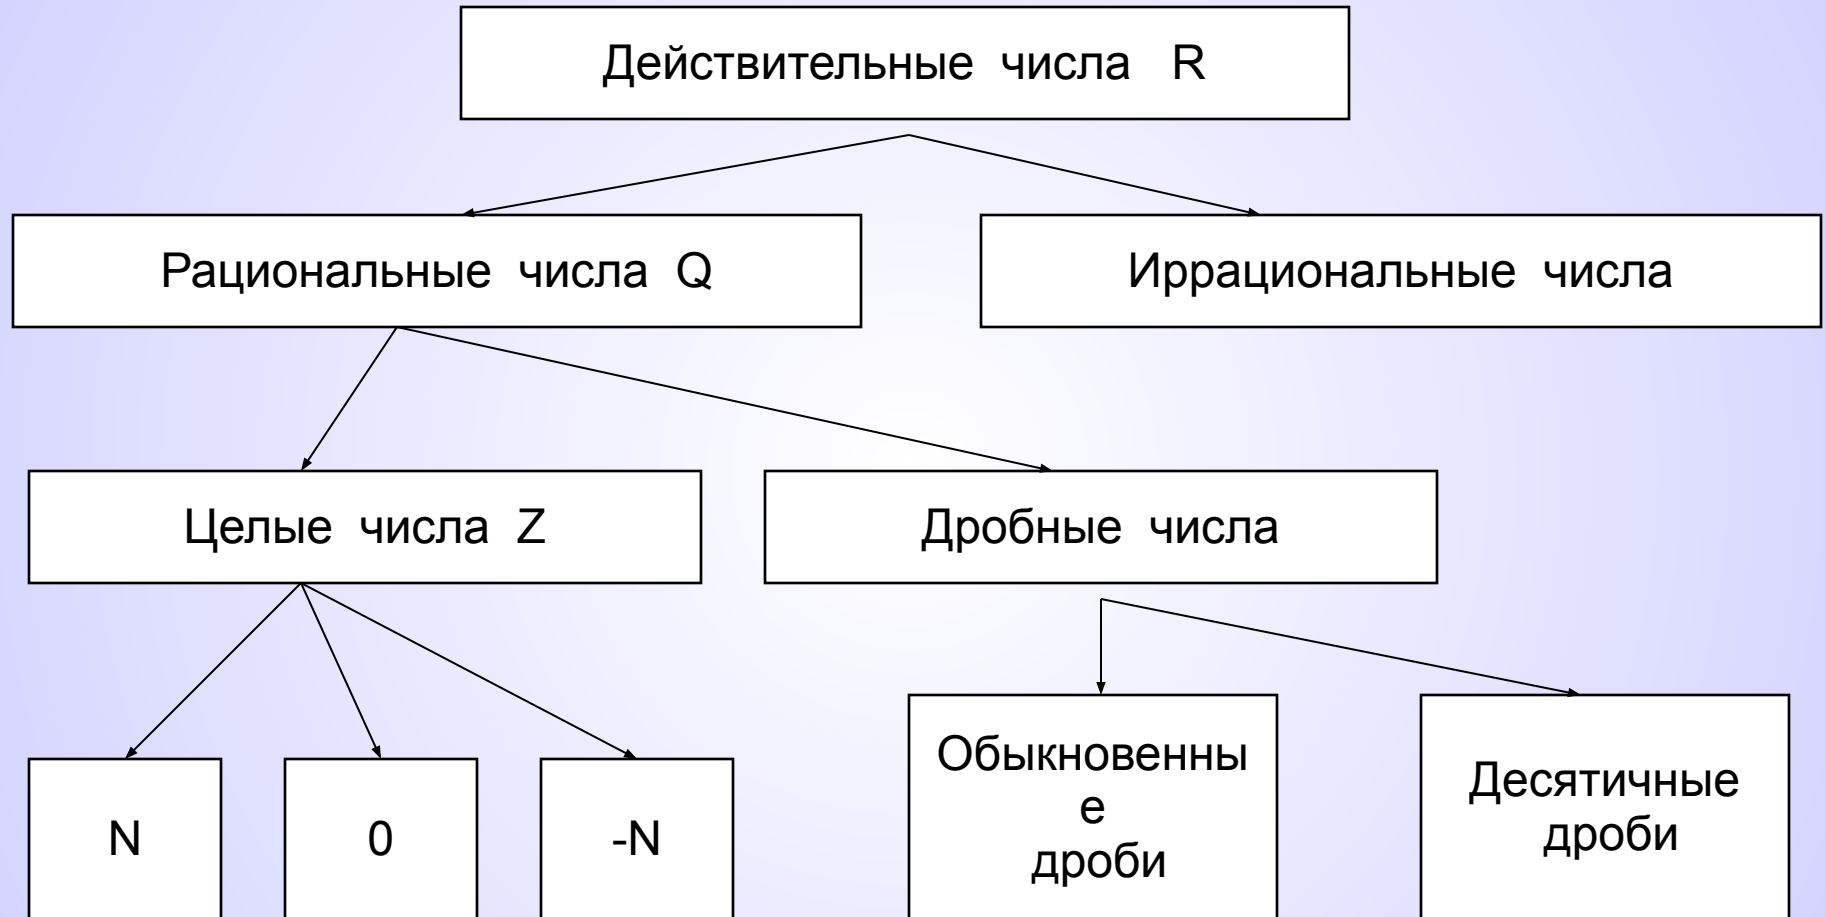 Действительные числа R
Рациональные числа Q
Иррациональные числа
Целые числа Z
Дробные числа
N
0
-N
Обыкновенны
е
дроби
Десятичные
дроби